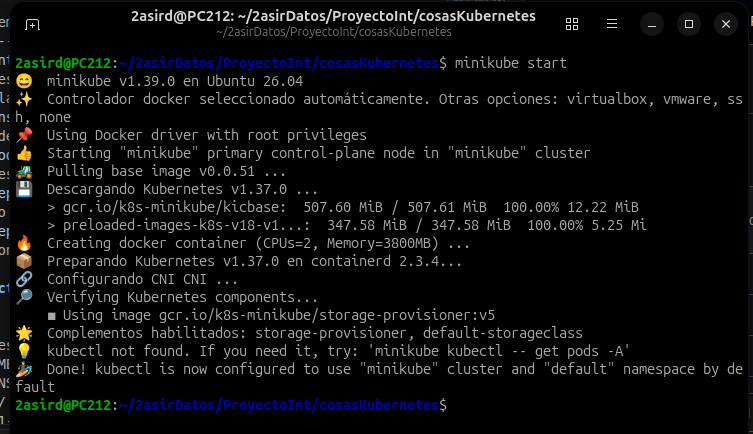 2asird@PC212: ~/2asirDatos/ProyectoInt/cosasKubernetes
~/2asirDatos/ProyectoInt/cosasKubernetes
2asird@PC212:~/2asirDatos/ProyectoInt/cosasKubernetes$ minikube start
😄  minikube v1.39.0 en Ubuntu 26.04
✨  Controlador docker seleccionado automáticamente. Otras opciones: virtualbox, vmware, ss
h, none
📌  Using Docker driver with root privileges
👍  Starting "minikube" primary control-plane node in "minikube" cluster
🚜  Pulling base image v0.0.51 ...
💾  Descargando Kubernetes v1.37.0 ...
    > gcr.io/k8s-minikube/kicbase:  507.60 MiB / 507.61 MiB  100.00% 12.22 MiB
    > preloaded-images-k8s-v18-v1...:  347.58 MiB / 347.58 MiB  100.00% 5.25 Mi
🔥  Creating docker container (CPUs=2, Memory=3800MB) ...
📦  Preparando Kubernetes v1.37.0 en containerd 2.3.4...
🔗  Configurando CNI CNI ...
🔎  Verifying Kubernetes components...
    ▪ Using image gcr.io/k8s-minikube/storage-provisioner:v5
🌟  Complementos habilitados: storage-provisioner, default-storageclass
💡  kubectl not found. If you need it, try: 'minikube kubectl -- get pods -A'
🏄  Done! kubectl is now configured to use "minikube" cluster and "default" namespace by de
fault
2asird@PC212:~/2asirDatos/ProyectoInt/cosasKubernetes$